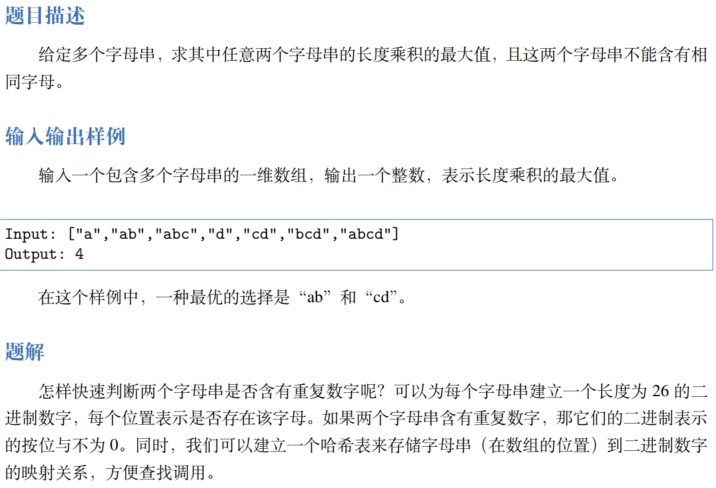 题目描述
给定多个字母串，求其中任意两个字母串的长度乘积的最大值，且这两个字母串不能含有相
同字母。
输入输出样例
输入一个包含多个字母串的一维数组，输出一个整数，表示长度乘积的最大值。
Input: ["a","ab","abc","d","cd","bcd","abcd"]
Output: 4
在这个样例中，一种最优的选择是“ab”和“cd”。
题解
怎样快速判断两个字母串是否含有重复数字呢？可以为每个字母串建立一个长度为 26 的二
进制数字，每个位置表示是否存在该字母。如果两个字母串含有重复数字，那它们的二进制表示
的按位与不为 0。同时，我们可以建立一个哈希表来存储字母串（在数组的位置）到二进制数字
的映射关系，方便查找调用。